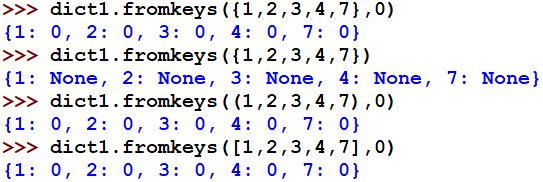 >>> dict1.fromkeys({1,2,3,4,7},0)
{1: 0, 2: 0, 3: 0, 4: 0, 7: 0}
>>> dict1.fromkeys({1,2,3,4,7})
{1: None, 2: None, 3: None, 4: None, 7: None}
>>> dict1.fromkeys((1,2,3,4,7),0)
{1: 0, 2: 0, 3: 0, 4: 0, 7: 0}
>>> dict1.fromkeys([1,2,3,4,7],0)
{1: 0, 2: 0, 3: 0, 4: 0, 7: 0}